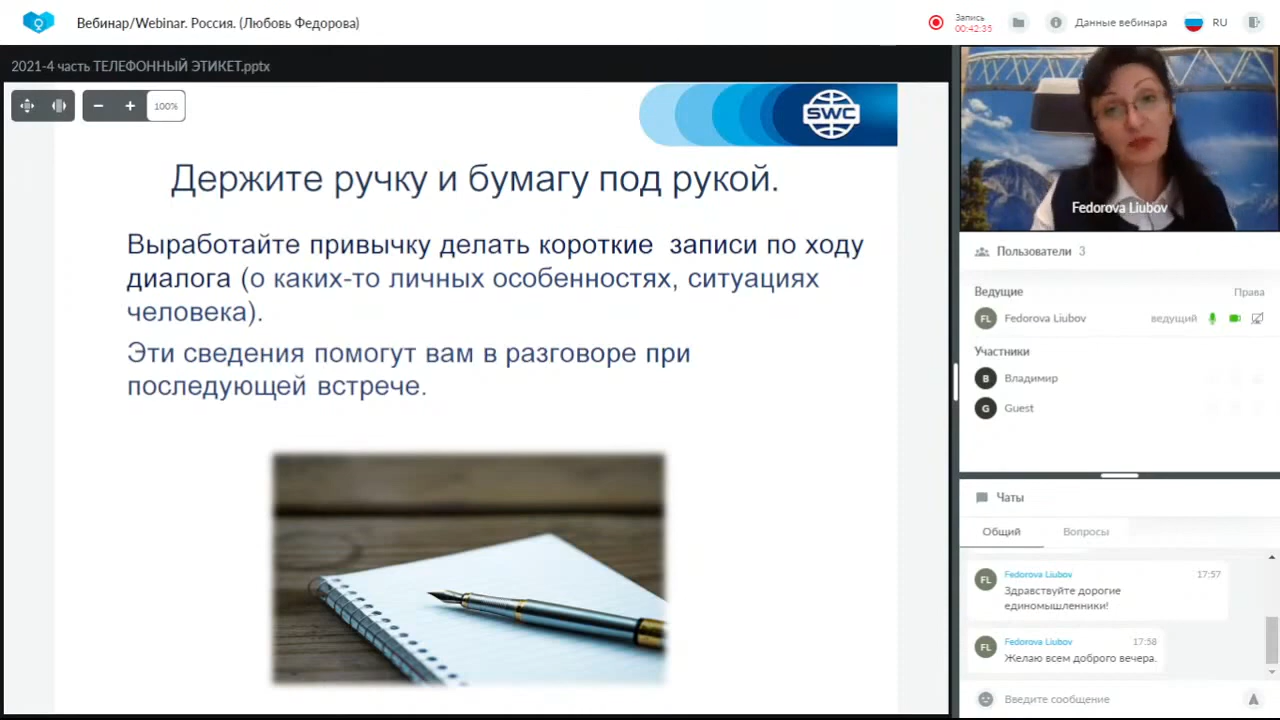 Вебинар/Webinar. Россия. (Любовь Федорова)
Запись
00:42:35
Данные вебинара
RU
2021-4 часть ТЕЛЕФОННЫЙ ЭТИКЕТ.pptx
100%
SWC
Держите ручку и бумагу под рукой.
Выработайте привычку делать короткие записи по ходу
диалога (о каких-то личных особенностях, ситуациях
человека).
Эти сведения помогут вам в разговоре при
последующей встрече.
Fedorova Liubov
Пользователи 3
Ведущие Права
FL Fedorova Liubov ведущий
Участники
В Владимир
G Guest
Чаты
Общий Вопросы
FL Fedorova Liubov 17:57
Здравствуйте дорогие
единомышленники!
FL Fedorova Liubov 17:58
Желаю всем доброго вечера.
Введите сообщение